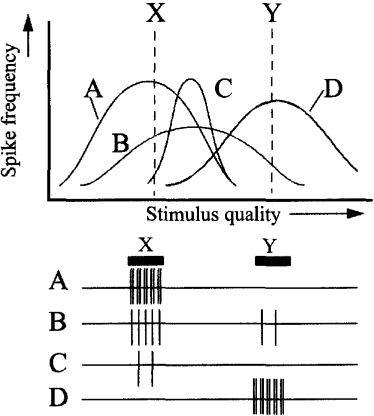 X Y
A C D
B
Spike frequency
Stimulus quality
X Y
A
B
C
D